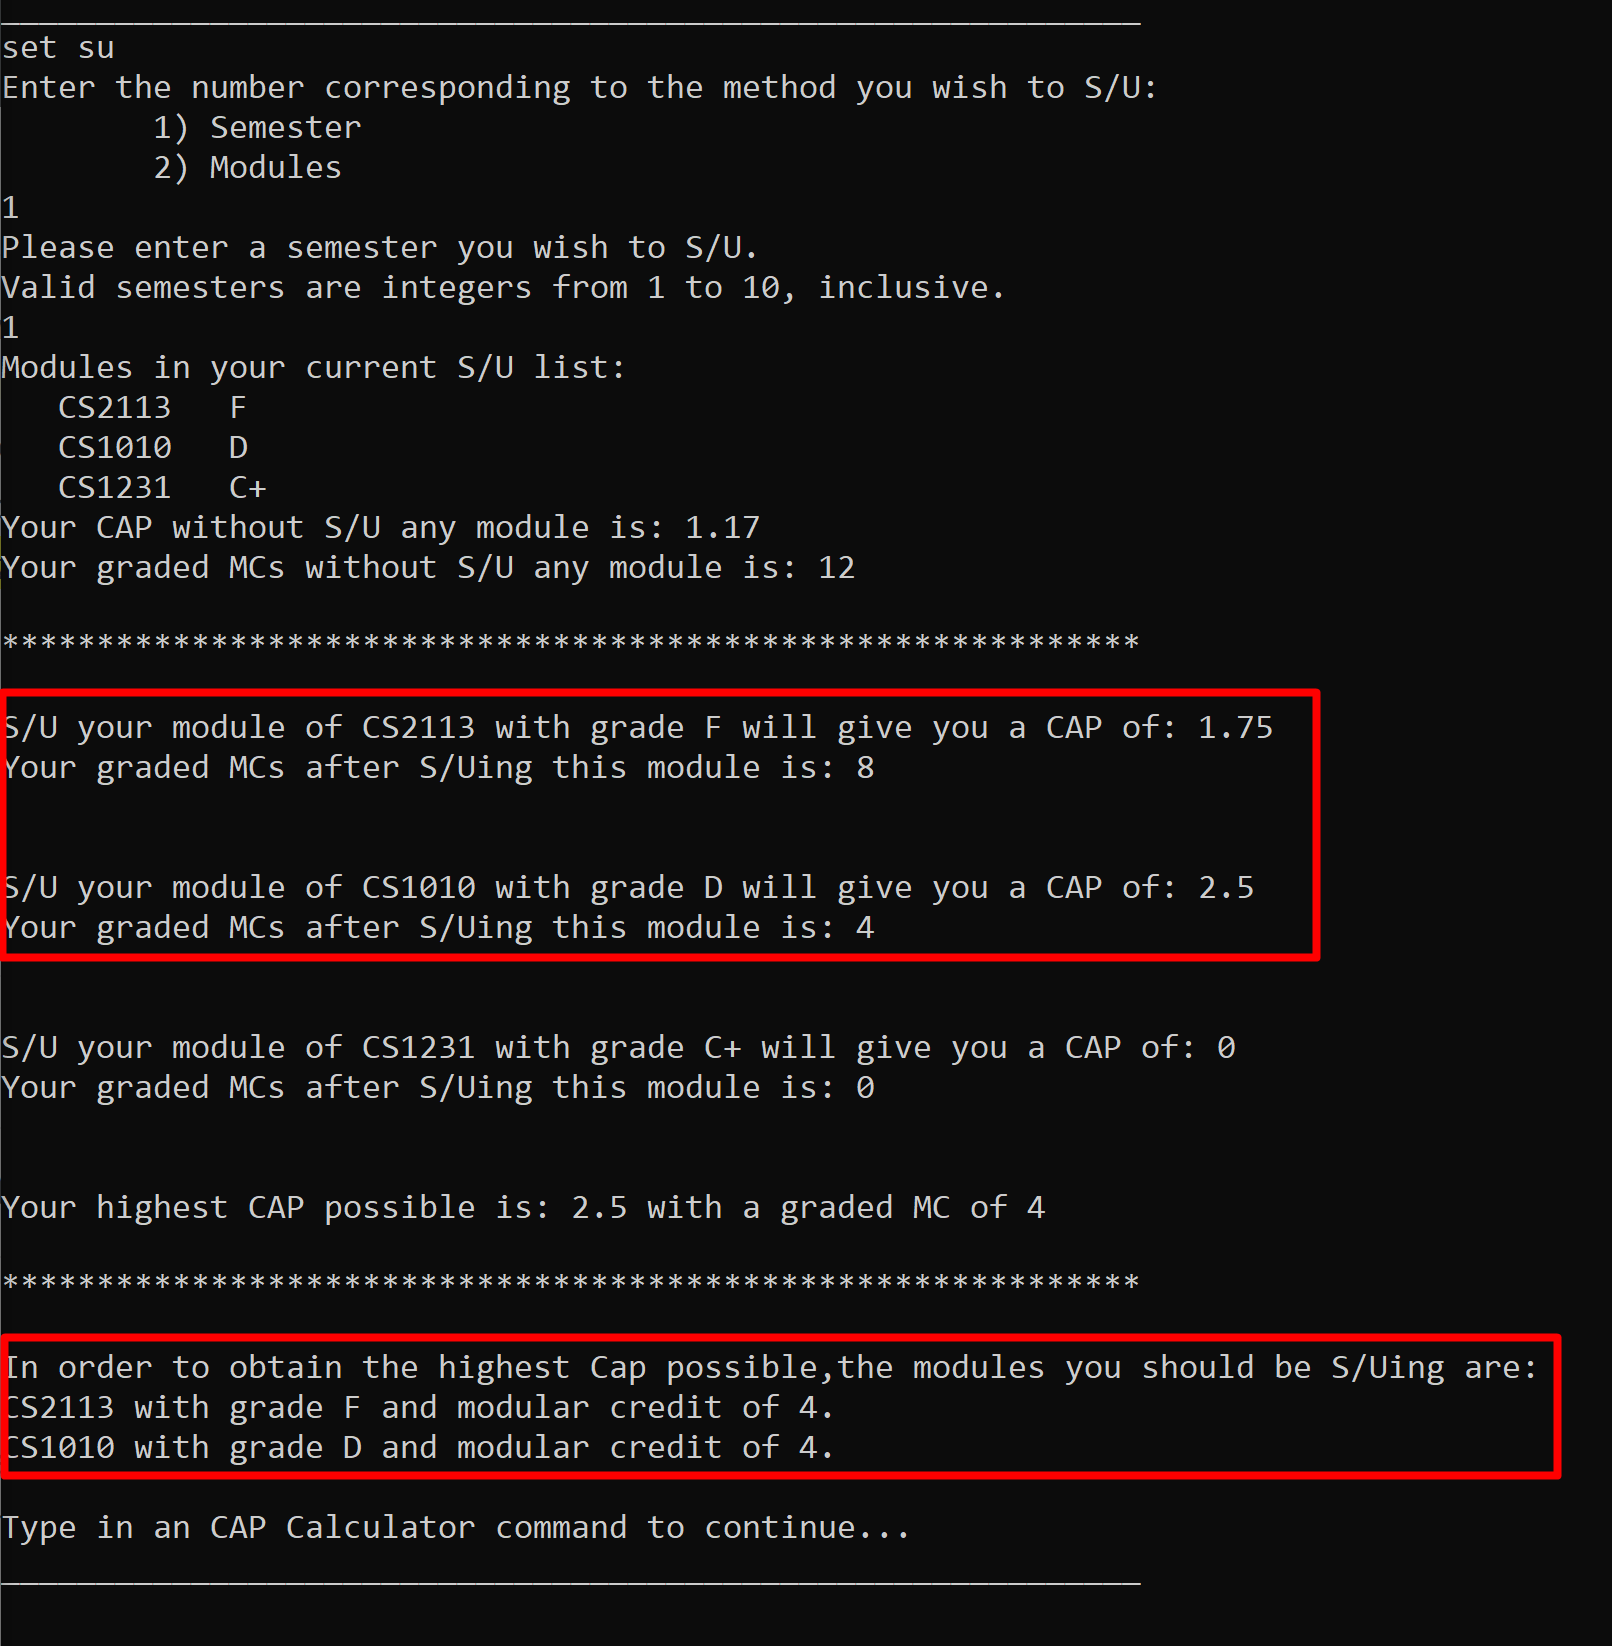 set su
Enter the number corresponding to the method you wish to S/U:
1) Semester
2) Modules
1
Please enter a semester you wish to S/U.
Valid semesters are integers from 1 to 10, inclusive.
1
Modules in your current S/U list:
CS2113 F
CS1010 D
CS1231 C+
Your CAP without S/U any module is: 1.17
Your graded MCs without S/U any module is: 12
************************************************************
S/U your module of CS2113 with grade F will give you a CAP of: 1.75
Your graded MCs after S/Uing this module is: 8
S/U your module of CS1010 with grade D will give you a CAP of: 2.5
Your graded MCs after S/Uing this module is: 4
S/U your module of CS1231 with grade C+ will give you a CAP of: 0
Your graded MCs after S/Uing this module is: 0
Your highest CAP possible is: 2.5 with a graded MC of 4
************************************************************
In order to obtain the highest Cap possible,the modules you should be S/Uing are:
CS2113 with grade F and modular credit of 4.
CS1010 with grade D and modular credit of 4.
Type in an CAP Calculator command to continue...